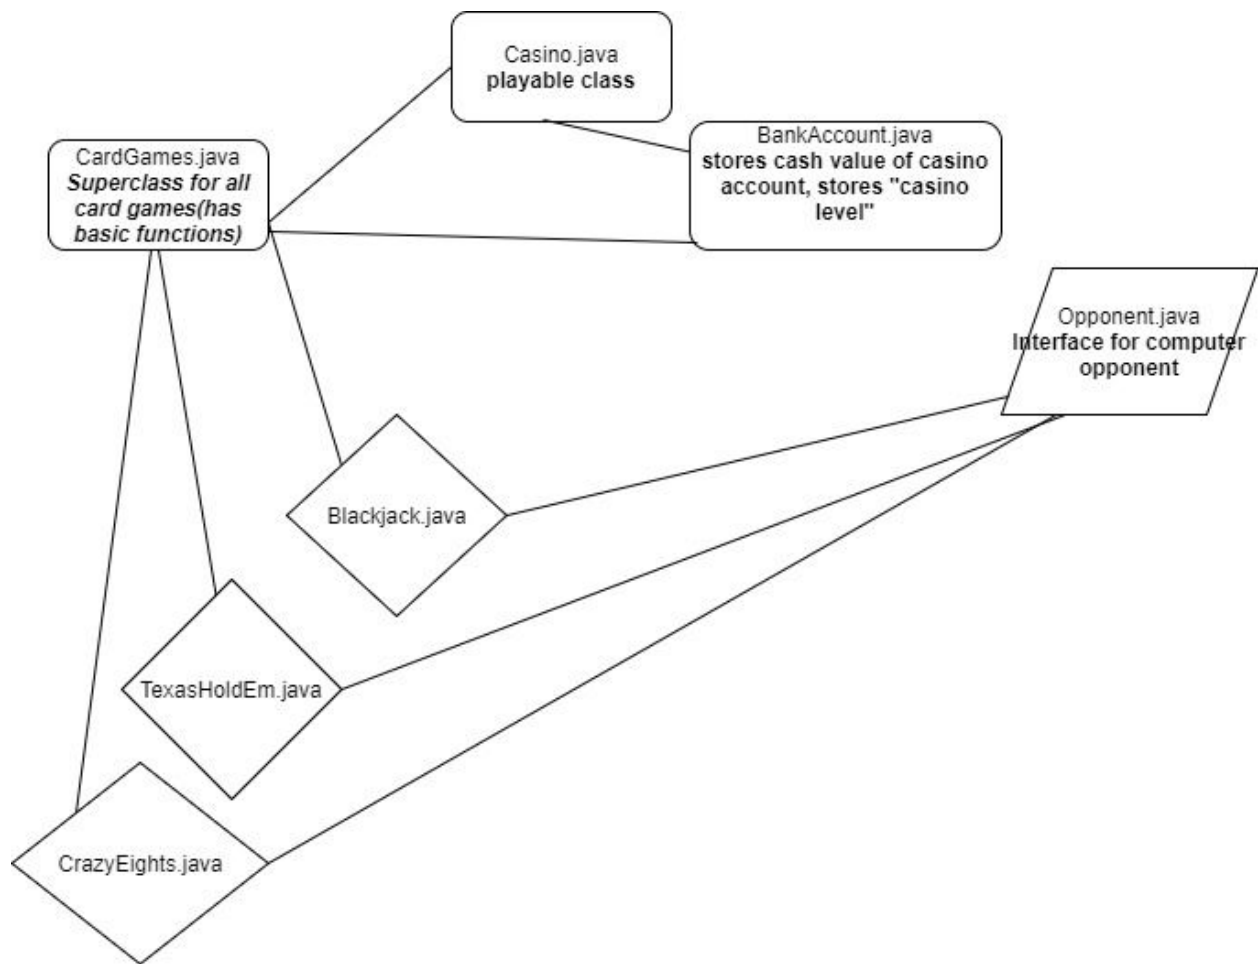 Casino.java
playable class
CardGames.java
Superclass for all
card games(has
basic functions)
BankAccount.java
stores cash value of casino
account, stores "casino
level"
Opponent.java
Interface for computer
opponent
Blackjack.java
TexasHoldEm.java
CrazyEights.java